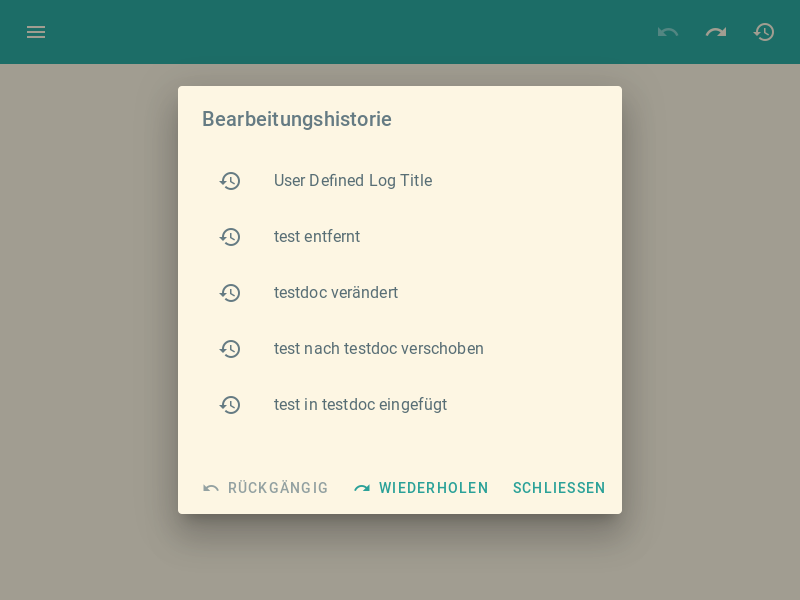 Bearbeitungshistorie
User Defined Log Title
test entfernt
testdoc verändert
test nach testdoc verschoben
test in testdoc eingefügt
RÜCKGÄNGIG WIEDERHOLEN SCHLIESSEN